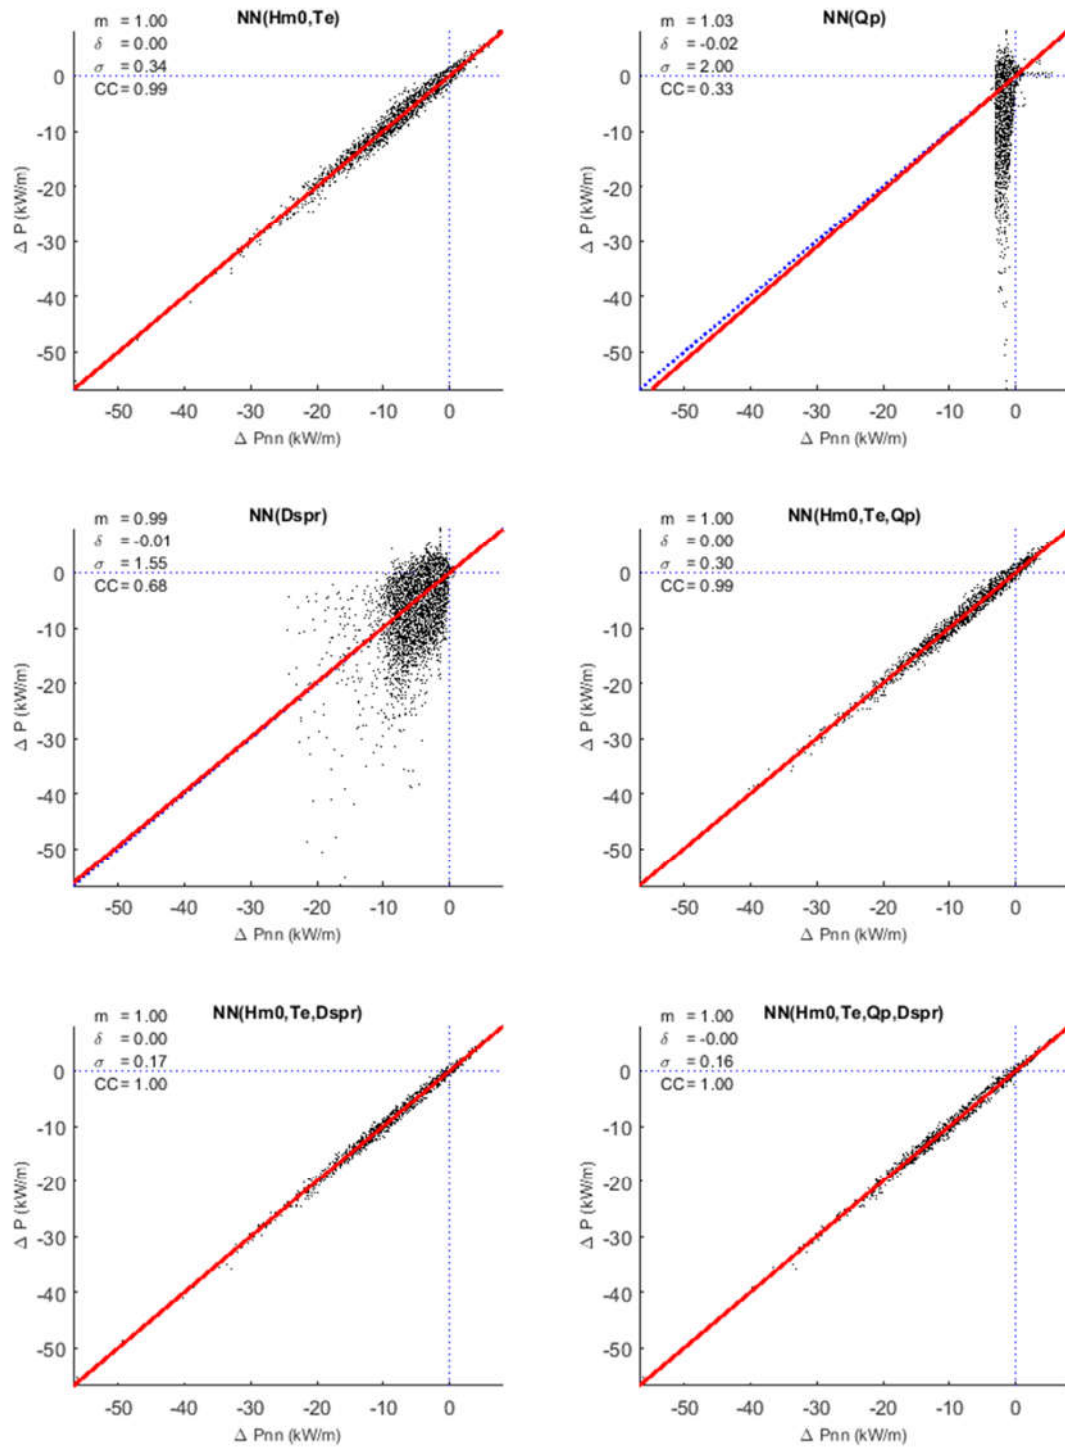 NN(Hm0,Te)
m = 1.00
δ = 0.00
σ = 0.34
CC= 0.99
0
-10
-20
-30
-40
-50
Δ P (kW/m)
-50 -40 -30 -20 -10 0
Δ Pnn (kW/m)
NN(Qp)
m = 1.03
δ = -0.02
σ = 2.00
CC= 0.33
0
-10
-20
-30
-40
-50
Δ P (kW/m)
-50 -40 -30 -20 -10 0
Δ Pnn (kW/m)
NN(Dspr)
m = 0.99
δ = -0.01
σ = 1.55
CC= 0.68
0
-10
-20
-30
-40
-50
Δ P (kW/m)
-50 -40 -30 -20 -10 0
Δ Pnn (kW/m)
NN(Hm0,Te,Qp)
m = 1.00
δ = 0.00
σ = 0.30
CC= 0.99
0
-10
-20
-30
-40
-50
Δ P (kW/m)
-50 -40 -30 -20 -10 0
Δ Pnn (kW/m)
NN(Hm0,Te,Dspr)
m = 1.00
δ = 0.00
σ = 0.17
CC= 1.00
0
-10
-20
-30
-40
-50
Δ P (kW/m)
-50 -40 -30 -20 -10 0
Δ Pnn (kW/m)
NN(Hm0,Te,Qp,Dspr)
m = 1.00
δ = -0.00
σ = 0.16
CC= 1.00
0
-10
-20
-30
-40
-50
Δ P (kW/m)
-50 -40 -30 -20 -10 0
Δ Pnn (kW/m)